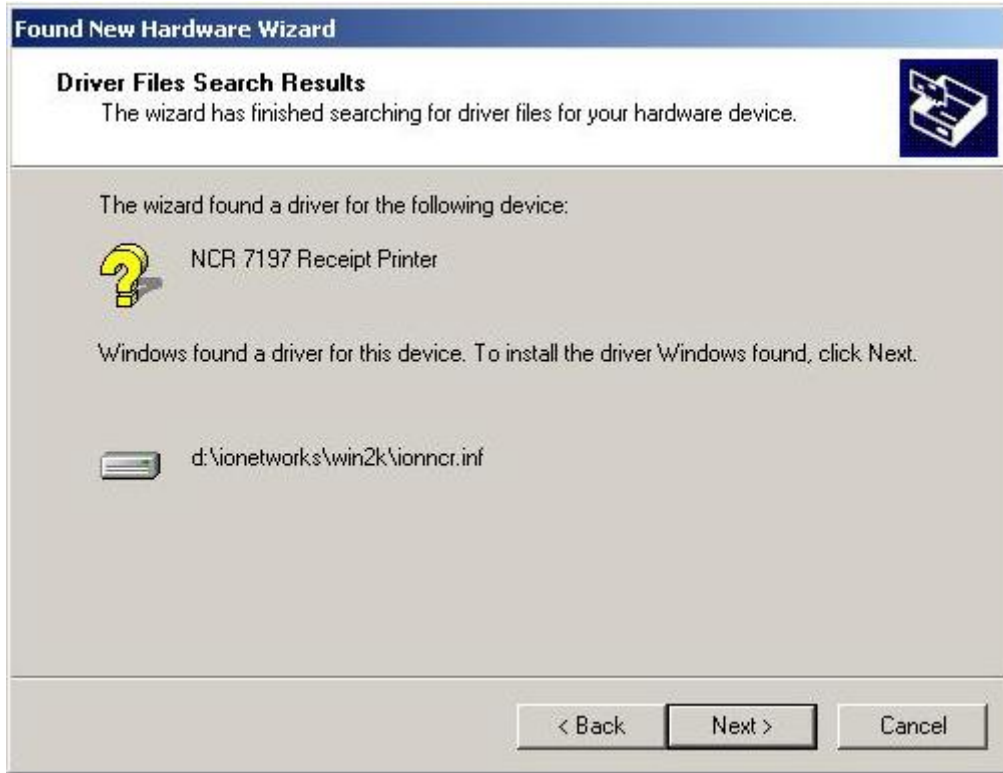 Found New Hardware Wizard
Driver Files Search Results
The wizard has finished searching for driver files for your hardware device.
The wizard found a driver for the following device:
NCR 7197 Receipt Printer
Windows found a driver for this device. To install the driver Windows found, click Next.
d:\ionetworks\win2k\ionncr.inf
< Back
Next >
Cancel